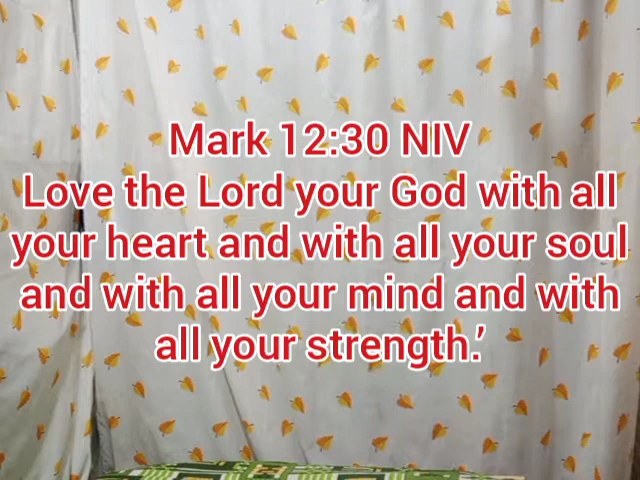 Mark 12:30 NIV
Love the Lord your God with all
your heart and with all your soul
and with all your mind and with
all your strength.’